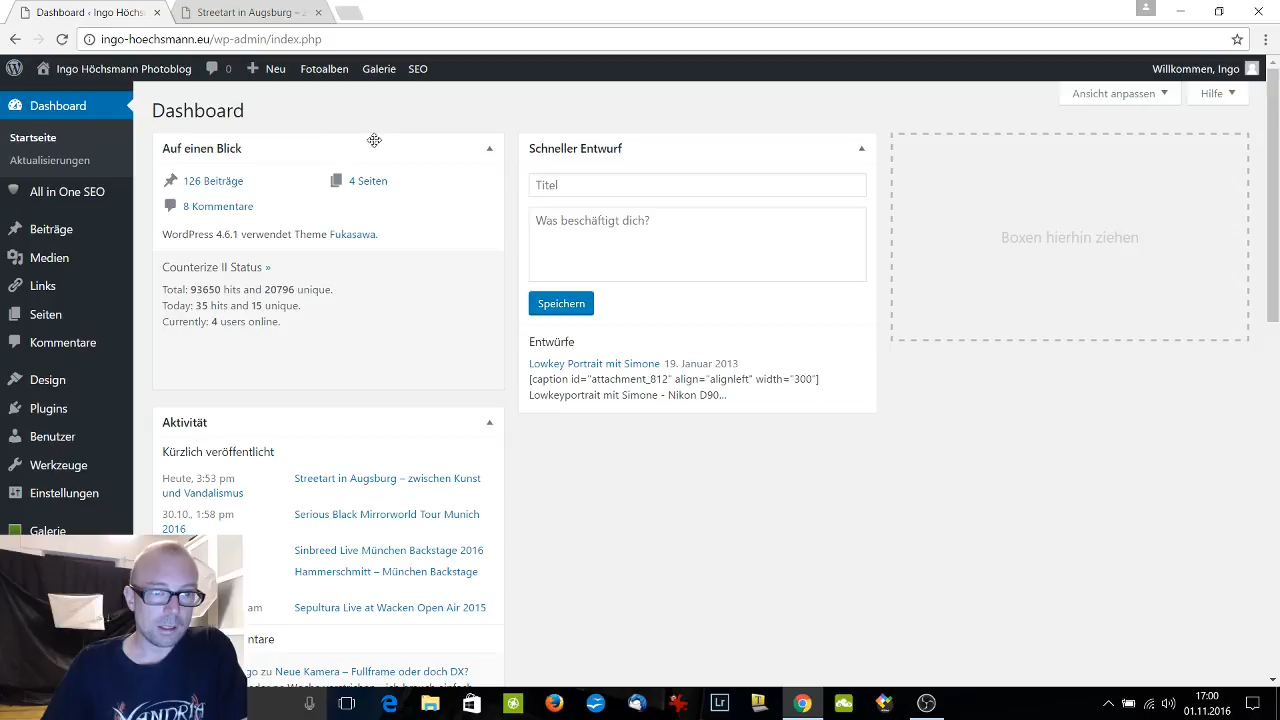 Dashboard ‹ Ingo Höchs
Streetart in Augsburg –
ingo-hoechsmann.eu/wp-admin/index.php
Ingo Höchsmann Photoblog 0 Neu Fotoalben Galerie SEO Willkommen, Ingo
Ansicht anpassen Hilfe
Dashboard
Startseite
Aktualisierungen
All in One SEO
Beiträge
Medien
Links
Seiten
Kommentare
Design
Plugins
Benutzer
Werkzeuge
Einstellungen
Galerie
Dashboard
Auf einen Blick
126 Beiträge 4 Seiten
8 Kommentare
WordPress 4.6.1 verwendet Theme Fukasawa.
Counterize II Status »
Total: 93650 hits and 20796 unique.
Today: 35 hits and 15 unique.
Currently: 4 users online.
Aktivität
Kürzlich veröffentlicht
Heute, 3:53 pm Streetart in Augsburg – zwischen Kunst
und Vandalismus
30.10., 1:58 pm Serious Black Mirrorworld Tour Munich
2016
Sinbreed Live München Backstage 2016
Hammerschmitt – München Backstage
am Sepultura Live at Wacken Open Air 2015
ntare
go zu Neue Kamera – Fullframe oder doch DX?
Schneller Entwurf
Titel
Was beschäftigt dich?
Speichern
Entwürfe
Lowkey Portrait mit Simone 19. Januar 2013
[caption id="attachment_812" align="alignleft" width="300"]
Lowkeyportrait mit Simone - Nikon D90…
Boxen hierhin ziehen
Lr
17:00
01.11.2016